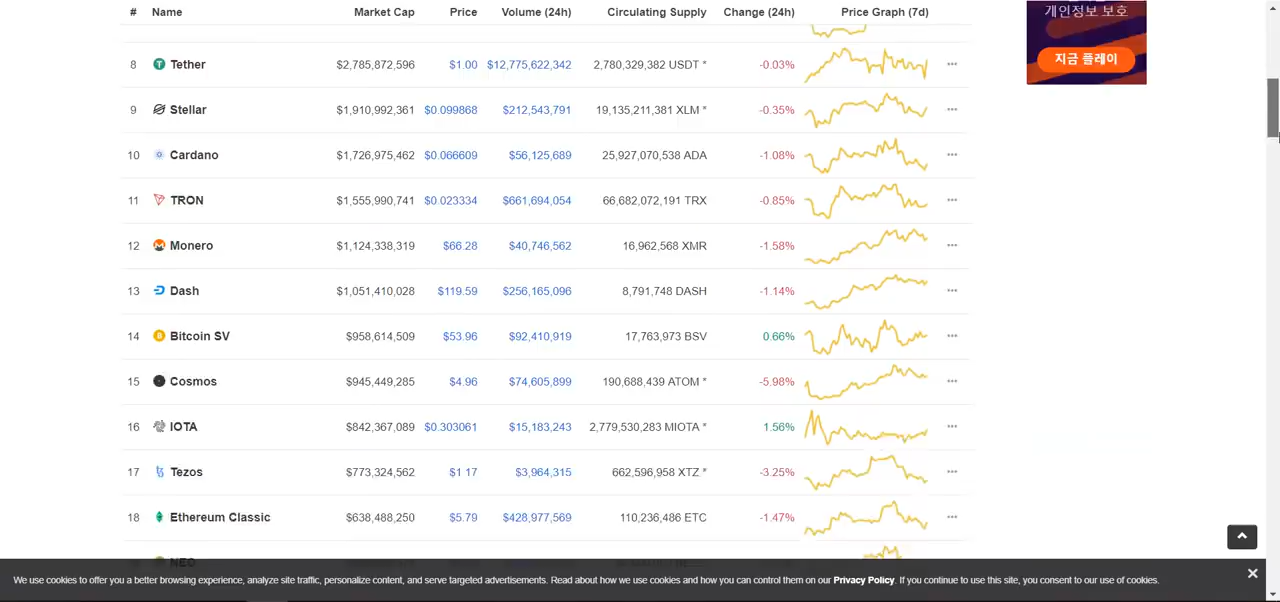 # Name Market Cap Price Volume (24h) Circulating Supply Change (24h) Price Graph (7d)
개인정보 보호
지금 플레이
8 Tether $2,785,253,141 $1.00 $12,775,622,342 2,780,329,382 USDT * -0.03%
9 Stellar $1,910,992,361 $0.099868 $212,543,791 19,135,211,381 XLM * -0.35%
10 Cardano $1,726,975,462 $0.066609 $56,125,689 25,927,070,538 ADA -1.08%
11 TRON $1,555,990,741 $0.023334 $661,694,054 66,682,072,191 TRX -0.85%
12 Monero $1,124,338,319 $66.28 $40,746,562 16,962,568 XMR -1.58%
13 Dash $1,051,410,028 $119.59 $256,165,096 8,791,748 DASH -1.14%
14 Bitcoin SV $958,614,509 $53.96 $92,410,919 17,763,973 BSV 0.66%
15 Cosmos $945,449,285 $4.96 $74,605,899 190,688,439 ATOM * -5.98%
16 IOTA $842,367,089 $0.303061 $15,183,243 2,779,530,283 MIOTA * 1.56%
17 Tezos $773,324,562 $1.17 $3,964,315 662,596,958 XTZ * -3.25%
18 Ethereum Classic $638,488,250 $5.79 $428,977,569 110,236,486 ETC -1.47%
NEO
We use cookies to offer you a better browsing experience, analyze site traffic, personalize content, and serve targeted advertisements. Read about how we use cookies and how you can control them on our Privacy Policy. If you continue to use this site, you consent to our use of cookies.